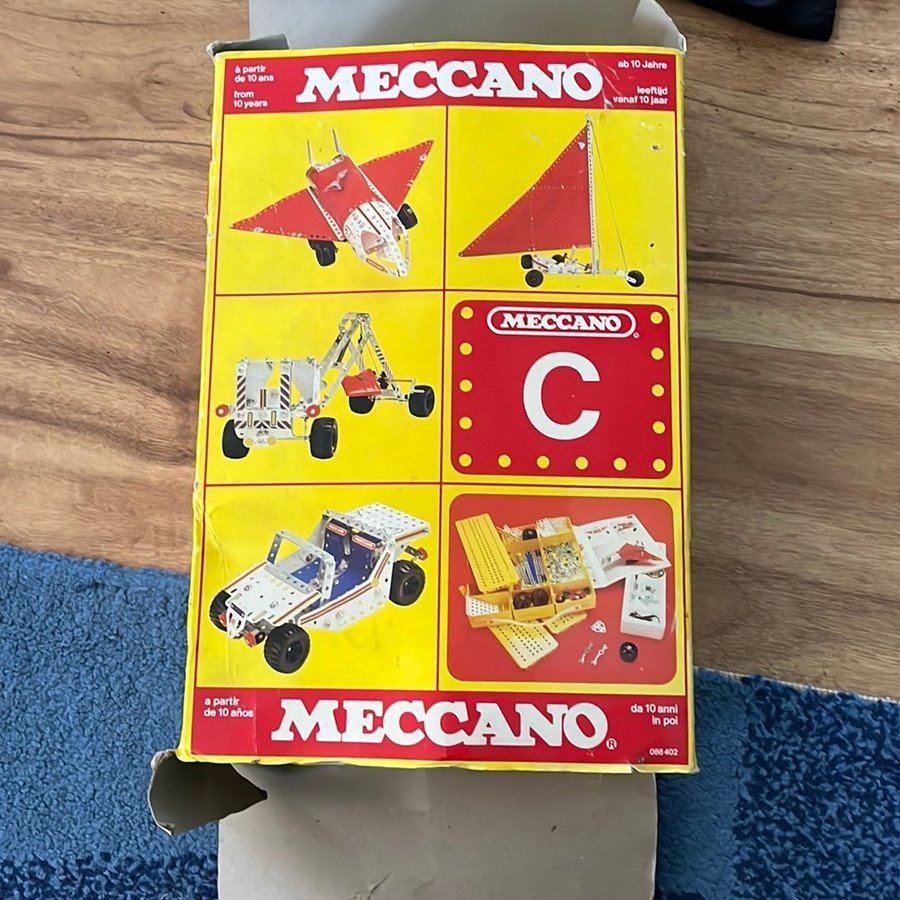 à partir
de 10 ans
from
10 years
MECCANO
ab 10 Jahre
leeftijd
vanaf 10 jaar
MECCANO
C
a partir
de 10 años
MECCANO®
da 10 anni
in poi
086402